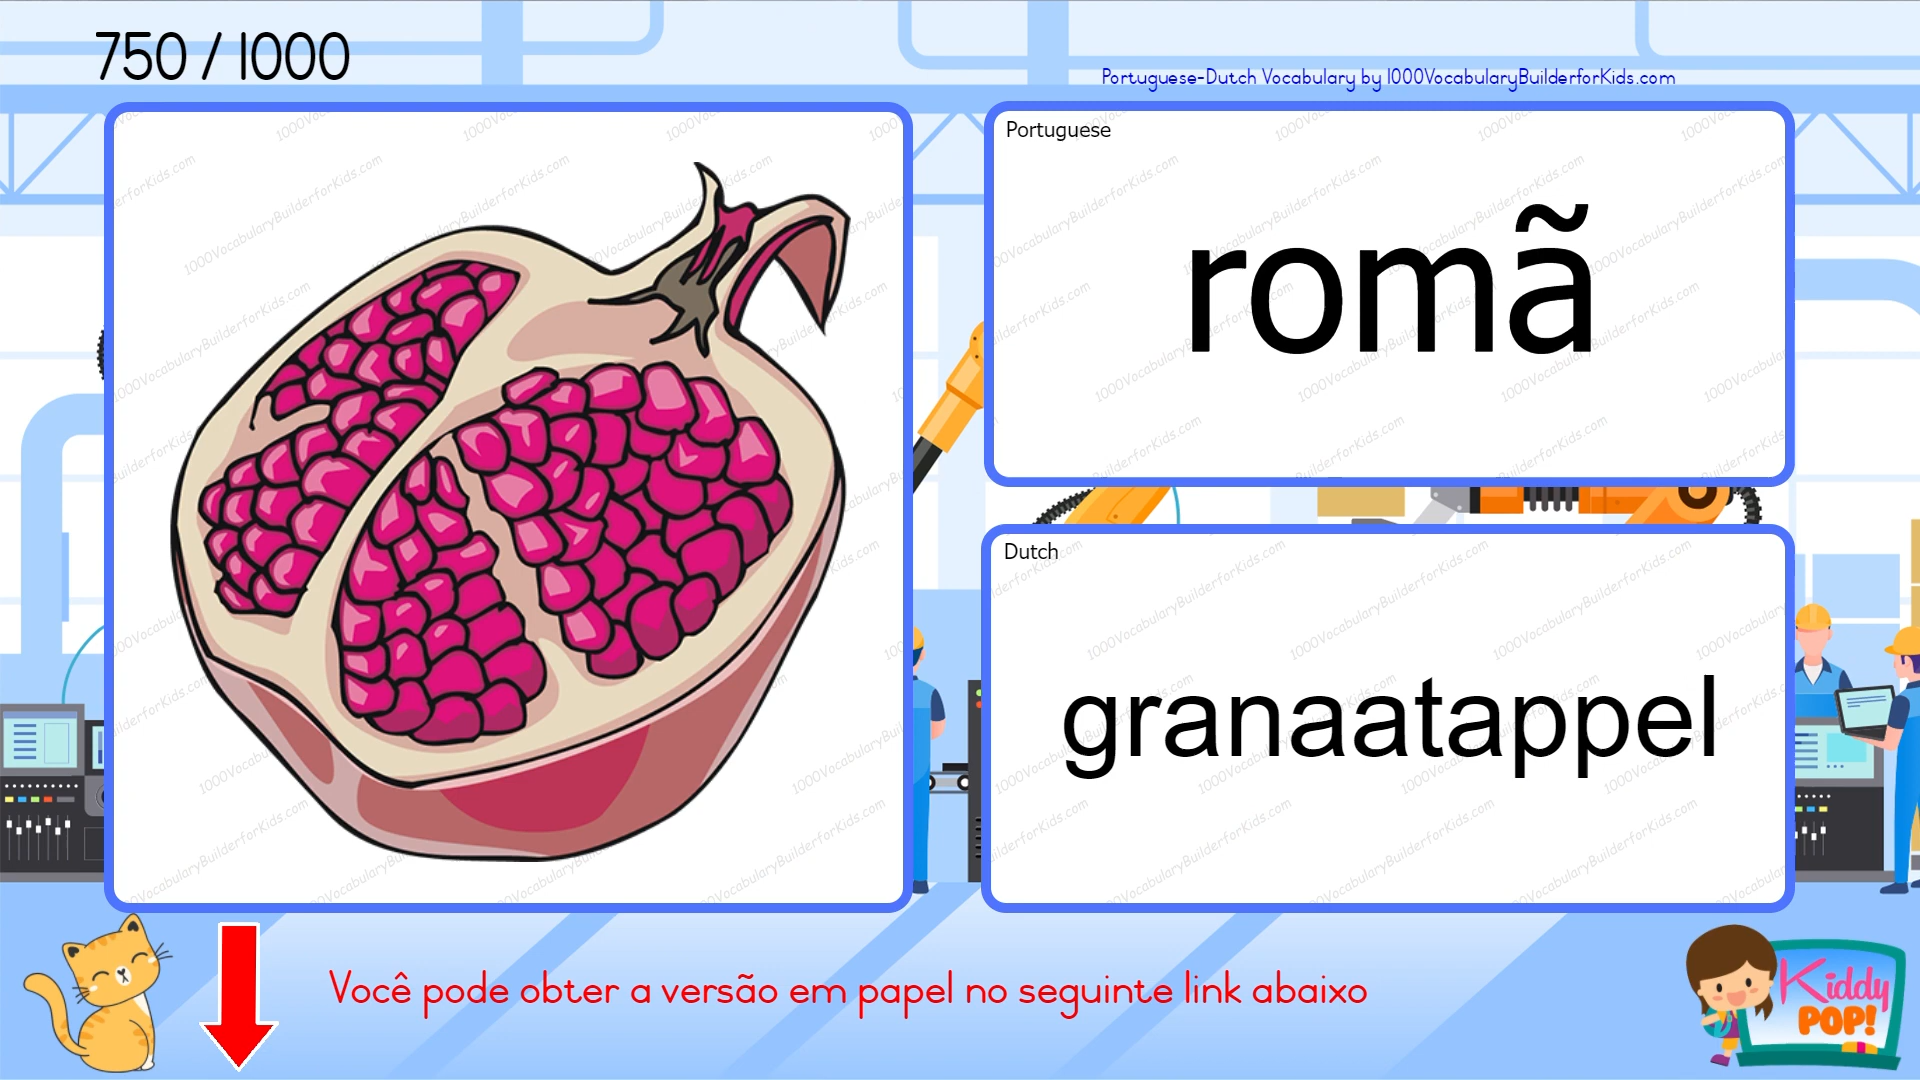 750 / 1000
Portuguese-Dutch Vocabulary by 1000VocabularyBuilderforKids.com
Portuguese
romã
Dutch
granaatappel
Você pode obter a versão em papel no seguinte link abaixo
Kiddy
POP!